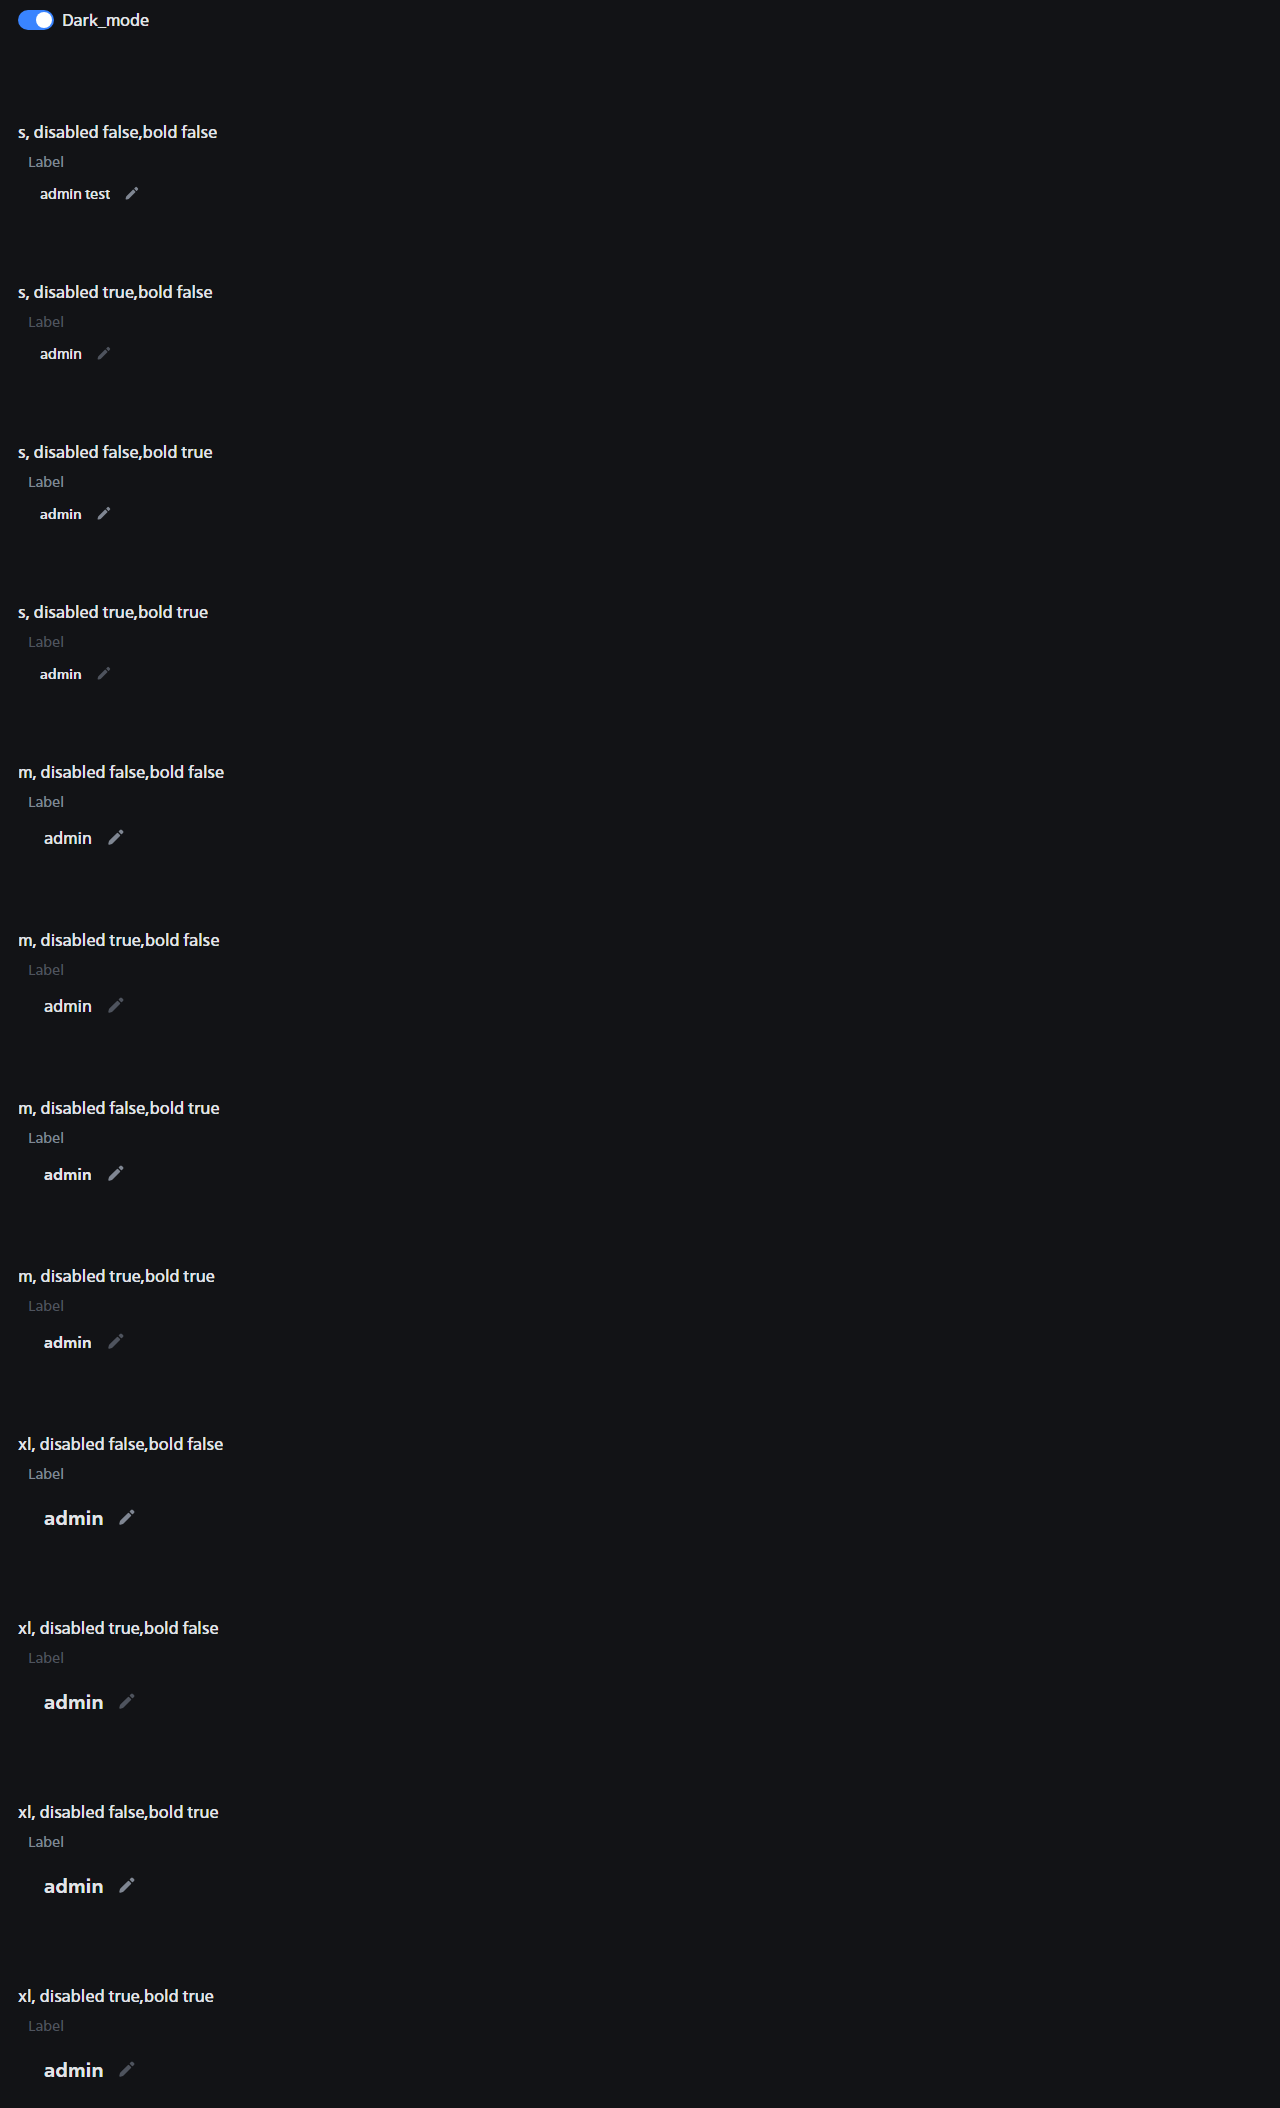 Dark_mode
s, disabled false,bold false
Label
admin test
s, disabled true,bold false
Label
admin
s, disabled false,bold true
Label
admin
s, disabled true,bold true
Label
admin
m, disabled false,bold false
Label
admin
m, disabled true,bold false
Label
admin
m, disabled false,bold true
Label
admin
m, disabled true,bold true
Label
admin
xl, disabled false,bold false
Label
admin
xl, disabled true,bold false
Label
admin
xl, disabled false,bold true
Label
admin
xl, disabled true,bold true
Label
admin